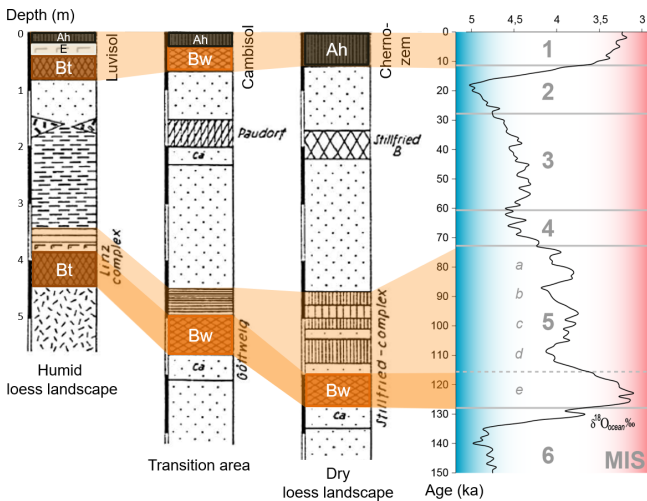 Depth (m)
0
1
2
3
4
5
Ah
E
Bt
Luvisol
Linz
complex
Bt
Humid
loess landscape
Ah
Bw
Cambisol
Paudorf
ca
Bw
Göttweig
ca
Transition area
Ah
Cherno-
zem
Stillfried
B
Stillfried-complex
Bw
ca
Dry
loess landscape
5 4,5 4 3,5 3
0
10
20
30
40
50
60
70
80
90
100
110
120
130
140
150
1
2
3
4
a
b
5
c
d
e
δ18Oocean‰
6
MIS
Age (ka)